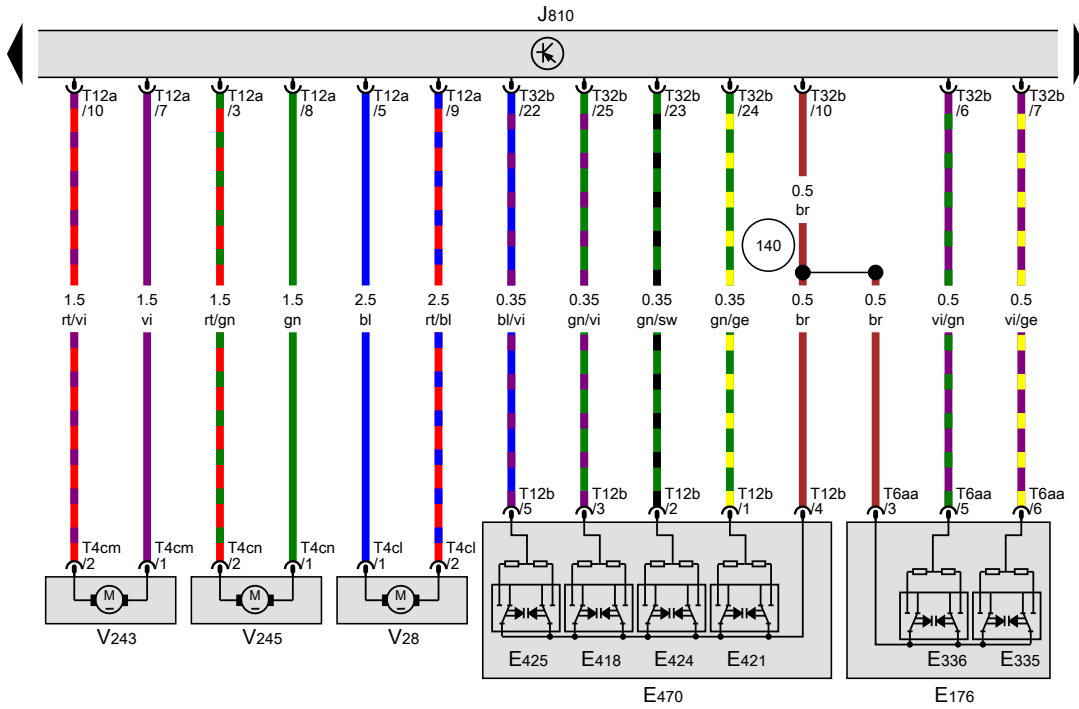 J810
T12a T12a T12a T12a T12a T12a T32b T32b T32b T32b T32b T32b T32b
/10 /7 /3 /8 /5 /9 /22 /25 /23 /24 /10 /6 /7
0.5
br
140
1.5 1.5 1.5 1.5 2.5 2.5 0.35 0.35 0.35 0.35 0.5 0.5 0.5 0.5
rt/vi vi rt/gn gn bl rt/bl bl/vi gn/vi gn/sw gn/ge br br vi/gn vi/ge
T12b T12b T12b T12b T12b T6aa T6aa T6aa
/5 /3 /2 /1 /4 /3 /5 /6
T4cm T4cm T4cn T4cn T4cl T4cl
/2 /1 /2 /1 /1 /2
M M M
V243 V245 V28
E425 E418 E424 E421 E336 E335
E470 E176